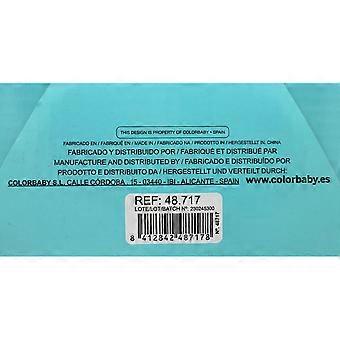 THIS DESIGN IS PROPERTY OF COLORBABY - SPAIN
FABRICADO EN / FABRIQUÉ EN / MADE IN / FABRICADO NA / PRODOTTO IN / HERGESTELLT IN, CHINA
FABRICADO Y DISTRIBUIDO POR / FABRIQUÉ ET DISTRIBUÉ PAR
MANUFACTURE AND DISTRIBUTED BY / FABRICADO E DISTRIBUÍDO POR
PRODOTTO E DISTRIBUITO DA / HERGESTELLT UND VERTEILT DURCH:
COLORBABY S.L. CALLE CÓRDOBA, 15 - 03440 - IBI - ALICANTE - SPAIN www.colorbaby.es
REF: 48.717
LOTE/LOT/BATCH Nº. 230245300
Nº. 48717
8 412842 487178